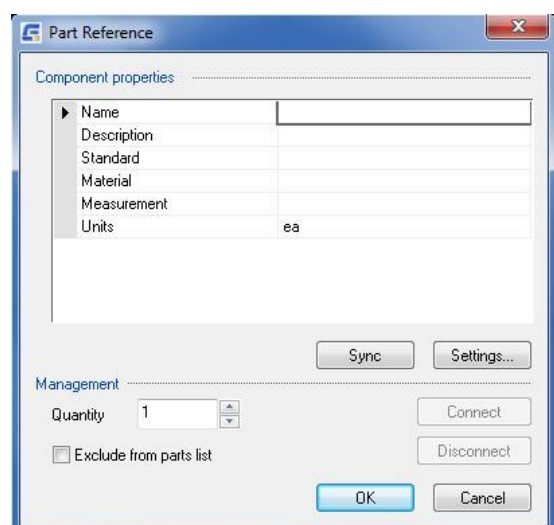 Part Reference
Component properties
Name
Description
Standard
Material
Measurement
Units ea
Sync Settings...
Management
Quantity 1 Connect
Exclude from parts list Disconnect
OK Cancel